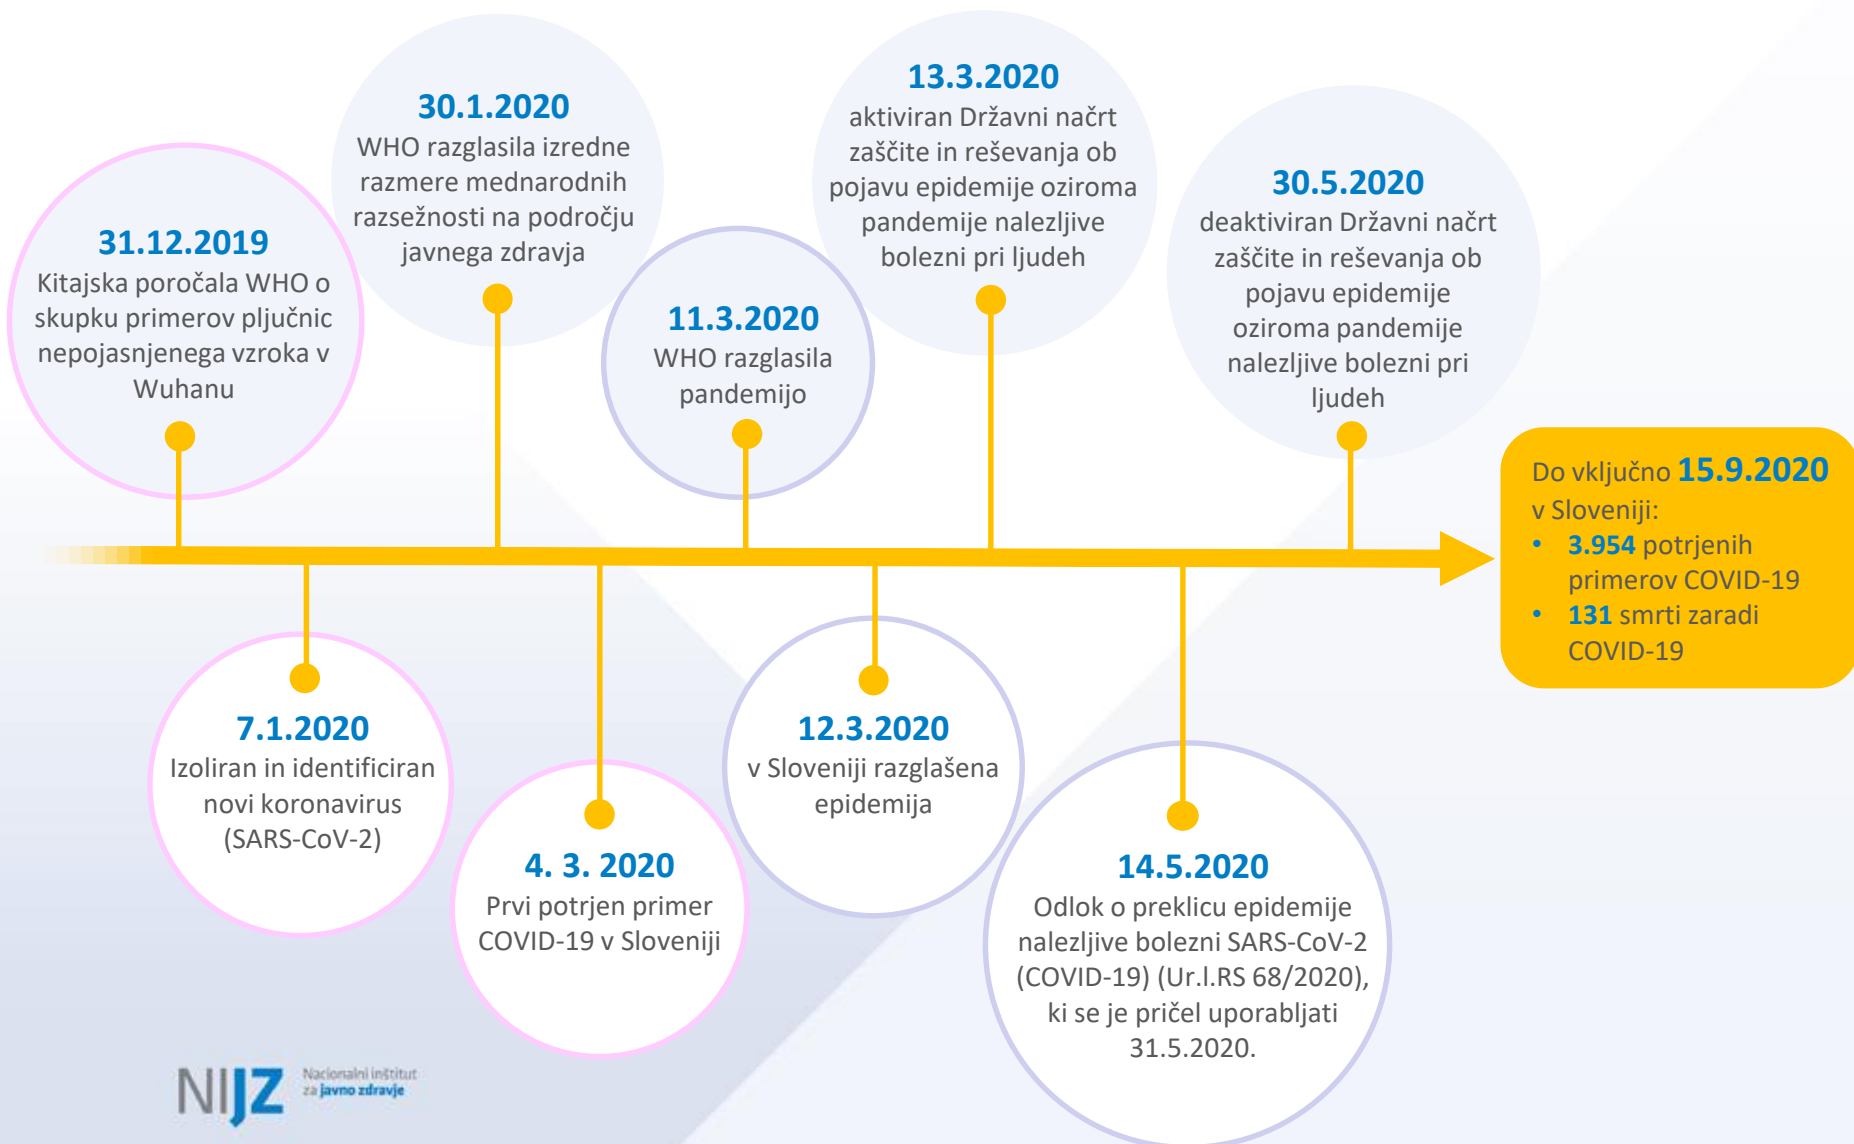 31.12.2019
Kitajska poročala WHO o
skupku primerov pljučnic
nepojasnjenega vzroka v
Wuhanu
7.1.2020
Izoliran in identificiran
novi koronavirus
(SARS-CoV-2)
30.1.2020
WHO razglasila izredne
razmere mednarodnih
razsežnosti na področju
javnega zdravja
4. 3. 2020
Prvi potrjen primer
COVID-19 v Sloveniji
11.3.2020
WHO razglasila
pandemijo
12.3.2020
v Sloveniji razglašena
epidemija
13.3.2020
aktiviran Državni načrt
zaščite in reševanja ob
pojavu epidemije oziroma
pandemije nalezljive
bolezni pri ljudeh
14.5.2020
Odlok o preklicu epidemije
nalezljive bolezni SARS-CoV-2
(COVID-19) (Ur.l.RS 68/2020),
ki se je pričel uporabljati
31.5.2020.
30.5.2020
deaktiviran Državni načrt
zaščite in reševanja ob
pojavu epidemije
oziroma pandemije
nalezljive bolezni pri
ljudeh
Do vključno 15.9.2020
v Sloveniji:
• 3.954 potrjenih
primerov COVID-19
• 131 smrti zaradi
COVID-19
NIJZ
Nacionalni inštitut
za javno zdravje